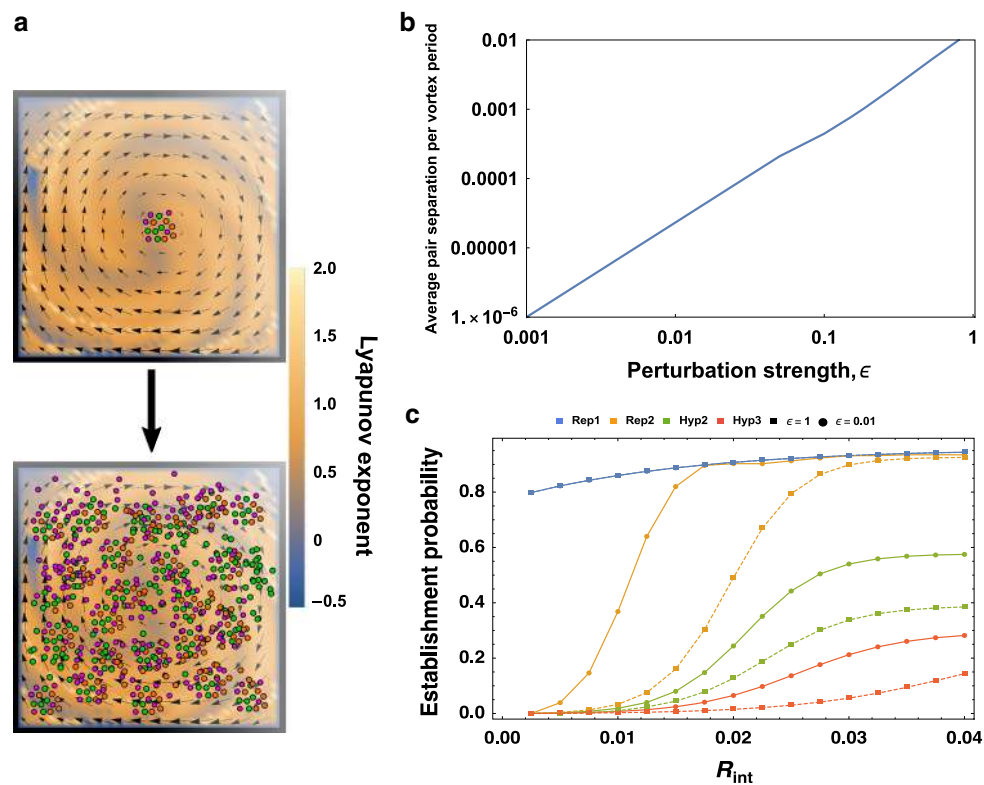 a
2.0
1.5
1.0
0.5
0
−0.5
Lyapunov exponent
b
Average pair separation per vortex period
0.01
0.001
0.0001
0.00001
1. × 10⁻⁶
0.001
0.01
0.1
1
Perturbation strength, ϵ
c
Rep1 Rep2 Hyp2 Hyp3 ϵ = 1 ϵ = 0.01
Establishment probability
0.8
0.6
0.4
0.2
0.0
0.00
0.01
0.02
0.03
0.04
R_int